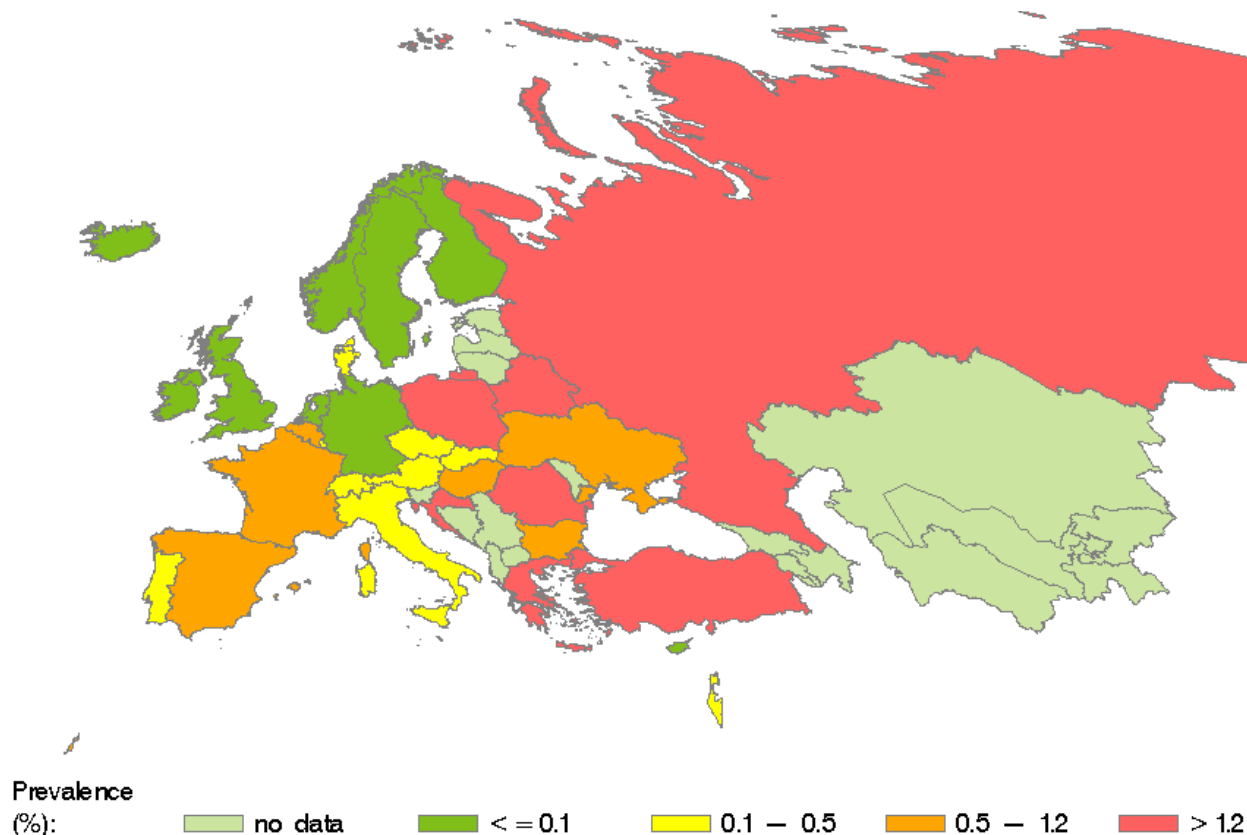 Prevalence
(%): no data < = 0.1 0.1 – 0.5 0.5 – 1.2 > 1.2